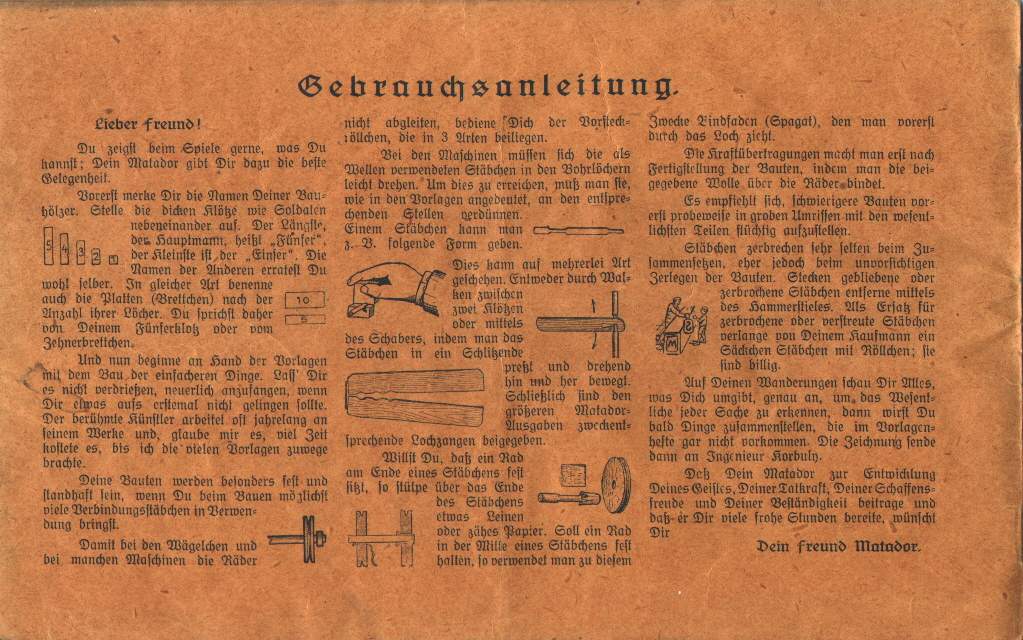 Gebrauchsanleitung.
Lieber Freund!
Du zeigst beim Spiele gerne, was Du
kannst; Dein Matador gibt Dir dazu die beste
Gelegenheit.
Vorerst merke Dir die Namen Deiner Bau-
hölzer. Stelle die dicken Klötze wie Soldaten
nebeneinander auf. Der Längste,
der Hauptmann, heißt „Fünfer“,
der Kleinste ist der „Einser“. Die
Namen der Anderen erratest Du
wohl selber. In gleicher Art benenne
auch die Platten (Brettchen) nach der
Anzahl ihrer Löcher. Du sprichst daher
von Deinem Fünferkloß oder vom
Zehnerbrettchen.
5 4 3 2 1
10
5
Und nun beginne an Hand der Vorlagen
mit dem Bau der einfacheren Dinge. Lass' Dir
es nicht verdrießen, neuerlich anzufangen, wenn
Dir etwas aufs erstemal nicht gelingen sollte.
Der berühmte Künstler arbeitet oft jahrelang an
seinem Werke und, glaube mir es, viel Zeit
kostete es, bis ich die vielen Vorlagen zuwege
brachte.
Deine Bauten werden besonders fest und
standhaft sein, wenn Du beim Bauen möglichst
viele Verbindungsstäbchen in Verwen-
dung bringst.
Damit bei den Wägelchen und
bei manchen Maschinen die Räder
nicht abgleiten, bediene Dich der Vorsteck-
röllchen, die in 3 Arten beiliegen.
Bei den Maschinen müssen sich die als
Wellen verwendeten Stäbchen in den Bohrlöchern
leicht drehen. Um dies zu erreichen, muß man sie,
wie in den Vorlagen angedeutet, an den entspre-
chenden Stellen verdünnen.
Einem Stäbchen kann man
z. B. folgende Form geben.
Dies kann auf mehrerlei Art
geschehen. Entweder durch Wal-
ken zwischen
zwei Klötzen
oder mittels
des Schabers, indem man das
Stäbchen in ein Schlitzende
preßt und drehend
hin und her bewegt.
Schließlich sind den
größeren Matador-
Ausgaben zweckent-
sprechende Lochzangen beigegeben.
Willst Du, daß ein Rad
am Ende eines Stäbchens fest
sitzt, so stülpe über das Ende
des Stäbchens
etwas Leinen
oder zähes Papier. Soll ein Rad
in der Mitte eines Stäbchens fest
halten, so verwendet man zu diesem
Zwecke Bindfaden (Spagat), den man vorerst
durch das Loch zieht.
Die Kraftübertragungen macht man erst nach
Fertigstellung der Bauten, indem man die bei-
gegebene Wolle über die Räder bindet.
Es empfiehlt sich, schwierigere Bauten vor-
erst probeweise in groben Umrissen mit den wesent-
lichsten Teilen flüchtig aufzustellen.
Stäbchen zerbrechen sehr selten beim Zu-
sammensetzen, eher jedoch beim unvorsichtigen
Zerlegen der Bauten. Stecken gebliebene oder
zerbrochene Stäbchen entferne mittels
des Hammerstieles. Als Ersatz für
zerbrochene oder verstreute Stäbchen
verlange von Deinem Kaufmann ein
Säckchen Stäbchen mit Röllchen; sie
sind billig.
M
Auf Deinen Wanderungen schau Dir Alles,
was Dich umgibt, genau an, um das Wesent-
liche jeder Sache zu erkennen, dann wirst Du
bald Dinge zusammenstellen, die im Vorlagen-
hefte gar nicht vorkommen. Die Zeichnung sende
dann an Ingenieur Korbuly.
Daß Dein Matador zur Entwicklung
Deines Geistes, Deiner Tatkraft, Deiner Schaffens-
freude und Deiner Beständigkeit beitrage und
daß er Dir viele frohe Stunden bereite, wünscht
Dir
Dein Freund Matador.